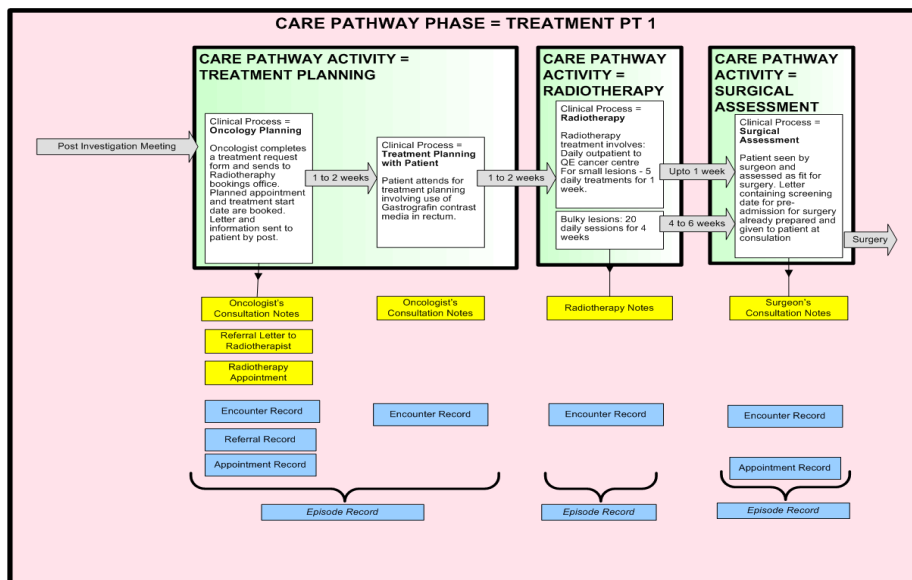 CARE PATHWAY PHASE = TREATMENT PT 1
CARE PATHWAY ACTIVITY =
TREATMENT PLANNING
CARE PATHWAY
ACTIVITY =
RADIOTHERAPY
CARE PATHWAY
ACTIVITY =
SURGICAL
ASSESSMENT
Post Investigation Meeting
Clinical Process =
Oncology Planning
Oncologist completes
a treatment request
form and sends to
Radiotheraphy
bookings office.
Planned appointment
and treatment start
date are booked.
Letter and
information sent to
patient by post.
1 to 2 weeks
Clinical Process =
Treatment Planning
with Patient
Patient attends for
treatment planning
involving use of
Gastrografin contrast
media in rectum.
1 to 2 weeks
Clinical Process =
Radiotherapy
Radiotherapy
treatment involves:
Daily outpatient to
QE cancer centre
For small lesions - 5
daily treatments for 1
week.
Bulky lesions: 20
daily sessions for 4
weeks
Upto 1 week
4 to 6 weeks
Clinical Process =
Surgical
Assessment
Patient seen by
surgeon and
assessed as fit for
surgery. Letter
containing screening
date for pre-
admission for surgery
already prepared and
given to patient at
consulation
Surgery
Oncologist's
Consultation Notes
Oncologist's
Consultation Notes
Radiotherapy Notes
Surgeon's
Consultation Notes
Referral Letter to
Radiotherapist
Radiotherapy
Appointment
Encounter Record
Encounter Record
Encounter Record
Encounter Record
Referral Record
Appointment Record
Appointment Record
Episode Record
Episode Record
Episode Record